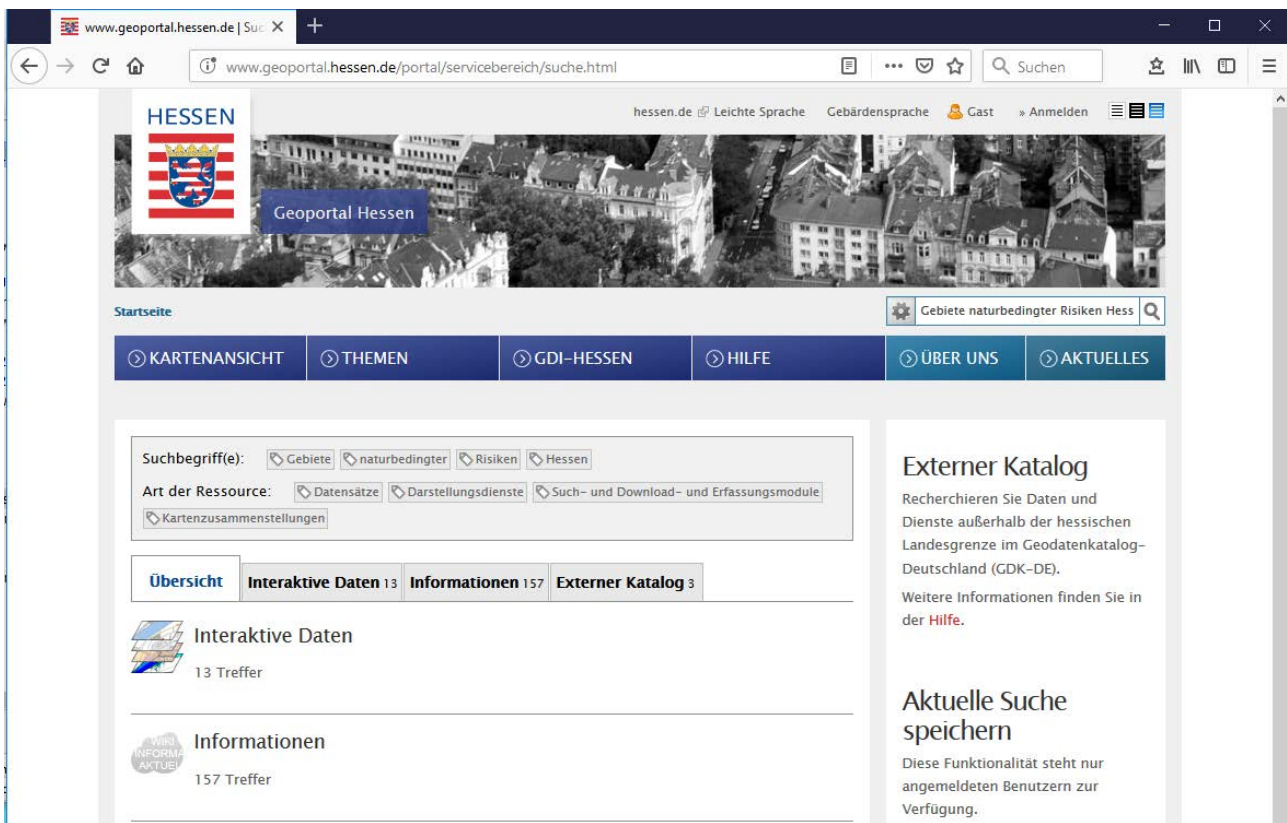 www.geoportal.hessen.de | Suc
www.geoportal.hessen.de/portal/servicebereich/suche.html
Suchen
HESSEN
hessen.de Leichte Sprache Gebärdensprache Gast » Anmelden
Geoportal Hessen
Startseite
Gebiete naturbedingter Risiken Hess
KARTENANSICHT THEMEN GDI-HESSEN HILFE ÜBER UNS AKTUELLES
Suchbegriff(e): Gebiete naturbedingter Risiken Hessen
Art der Ressource: Datensätze Darstellungsdienste Such- und Download- und Erfassungsmodule
Kartenzusammenstellungen
Übersicht Interaktive Daten 13 Informationen 157 Externer Katalog 3
Interaktive Daten
13 Treffer
WIKI
INFORMA
AKTUEL
Informationen
157 Treffer
Externer Katalog
Recherchieren Sie Daten und
Dienste außerhalb der hessischen
Landesgrenze im Geodatenkatalog-
Deutschland (GDK-DE).
Weitere Informationen finden Sie in
der Hilfe.
Aktuelle Suche
speichern
Diese Funktionalität steht nur
angemeldeten Benutzern zur
Verfügung.